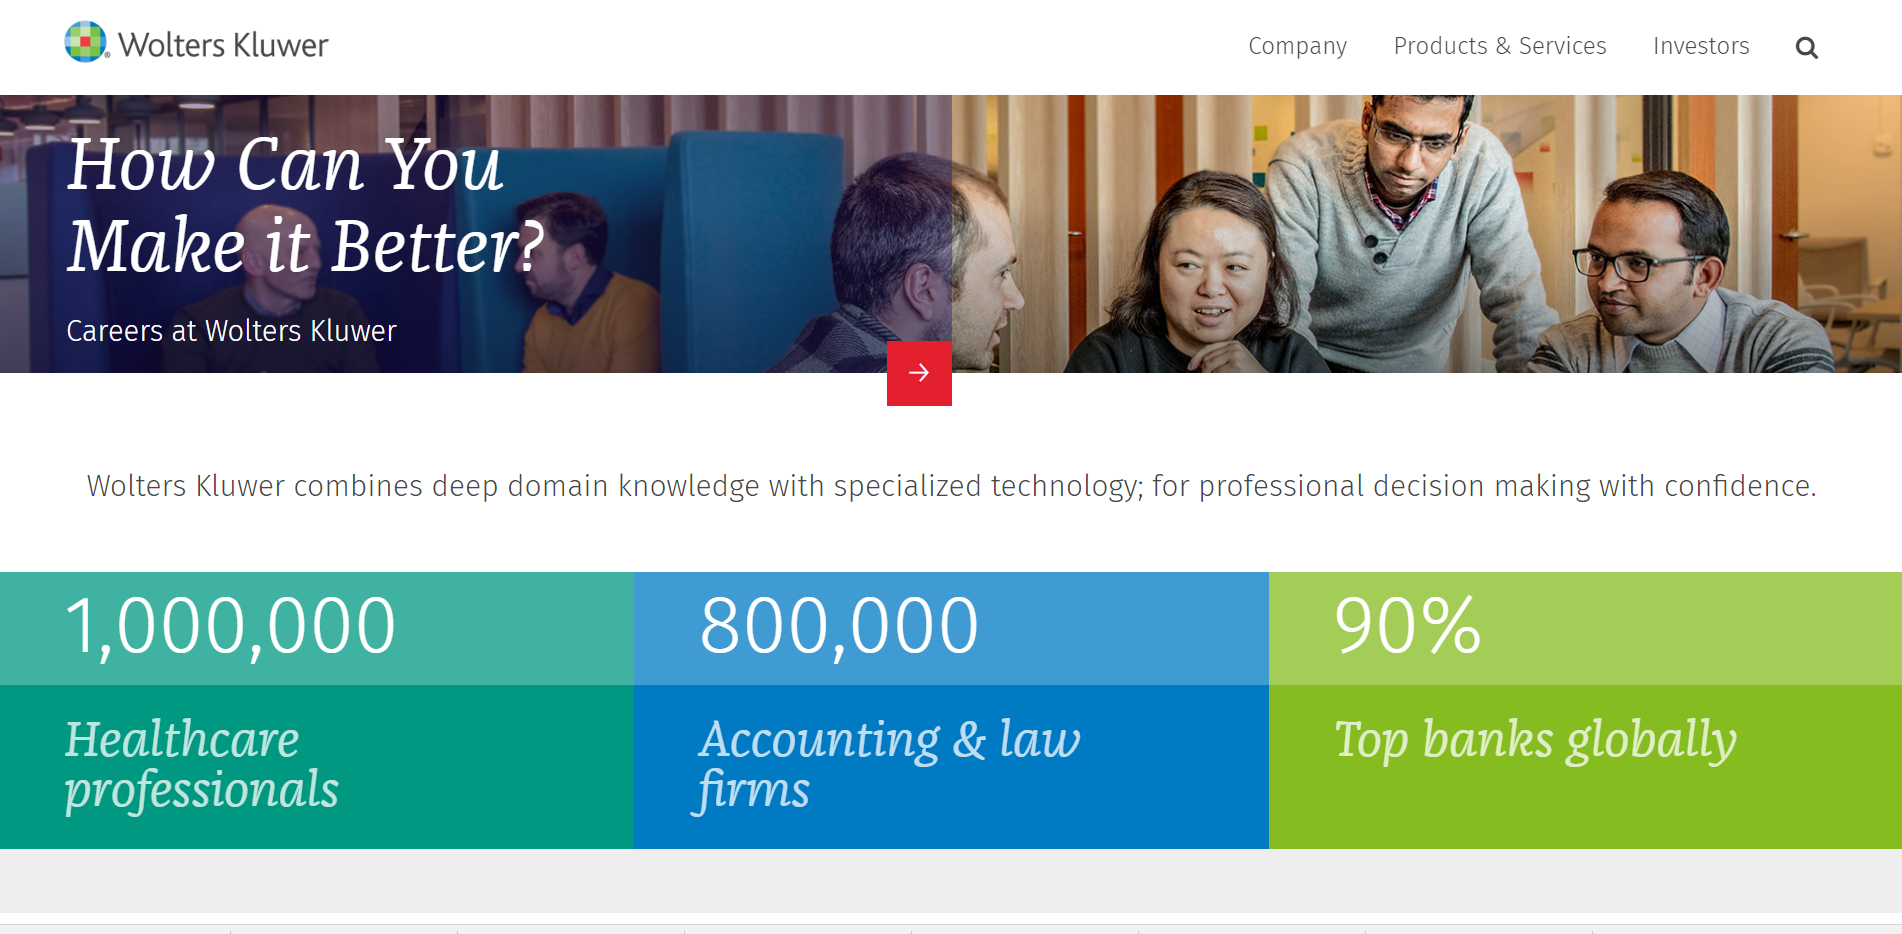 Wolters Kluwer
Company
Products & Services
Investors
How Can You
Make it Better?
Careers at Wolters Kluwer
Wolters Kluwer combines deep domain knowledge with specialized technology; for professional decision making with confidence.
1,000,000
Healthcare
professionals
800,000
Accounting & law
firms
90%
Top banks globally